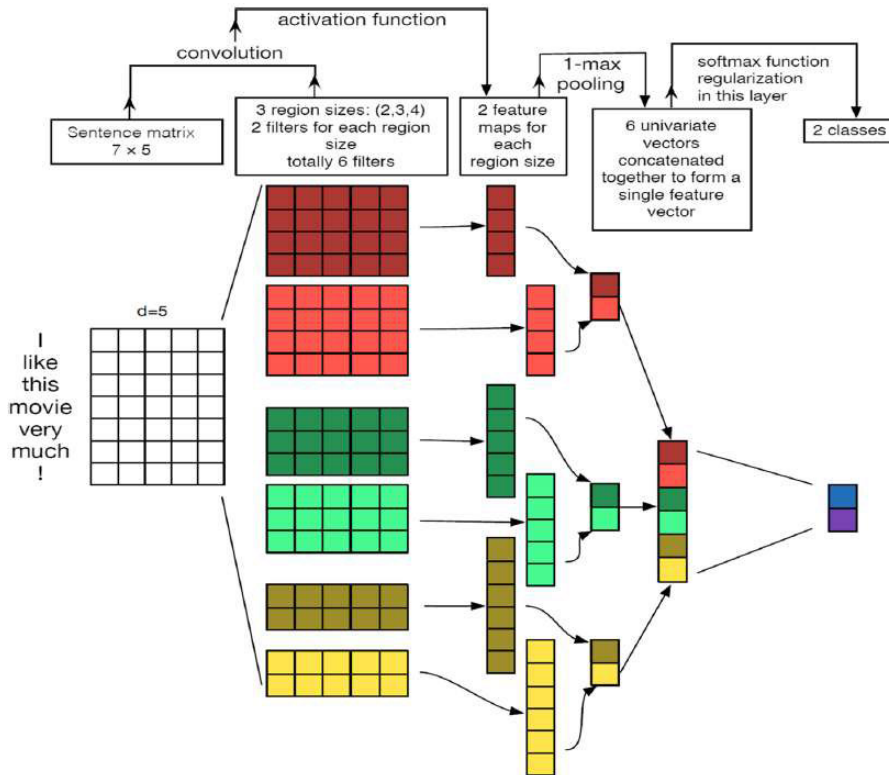 activation function
convolution
1-max
pooling
softmax function
regularization
in this layer
Sentence matrix
7 × 5
3 region sizes: (2,3,4)
2 filters for each region
size
totally 6 filters
2 feature
maps for
each
region size
6 univariate
vectors
concatenated
together to form a
single feature
vector
2 classes
d=5
I
like
this
movie
very
much
!